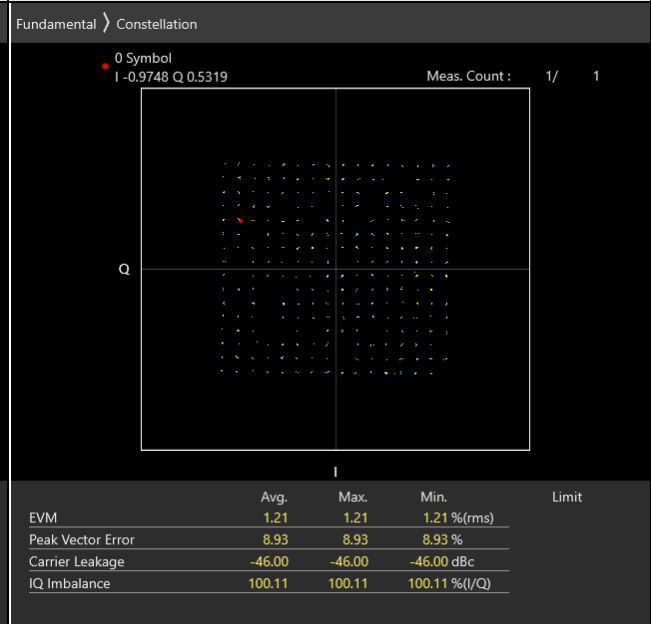 Fundamental 〉 Constellation
0 Symbol
I -0.9748 Q 0.5319
Meas. Count : 1/ 1
Q
I
Avg. Max. Min. Limit
EVM 1.21 1.21 1.21 %(rms)
Peak Vector Error 8.93 8.93 8.93 %
Carrier Leakage -46.00 -46.00 -46.00 dBc
IQ Imbalance 100.11 100.11 100.11 %(I/Q)